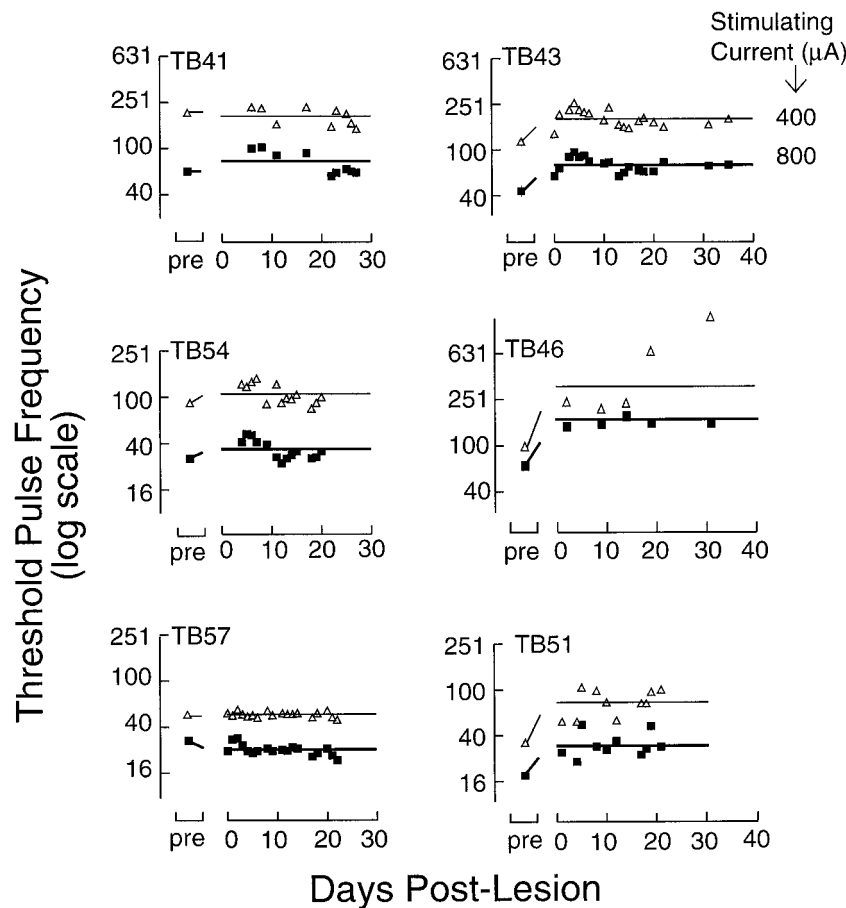 Stimulating
Current (µA)
TB41
631
251
100
40
pre
0 10 20 30
TB43
631
251
100
40
400
800
pre
0 10 20 30 40
TB54
251
100
40
16
pre
0 10 20 30
TB46
631
251
100
40
pre
0 10 20 30 40
TB57
251
100
40
16
pre
0 10 20 30
TB51
251
100
40
16
pre
0 10 20 30 40
Threshold Pulse Frequency
(log scale)
Days Post-Lesion